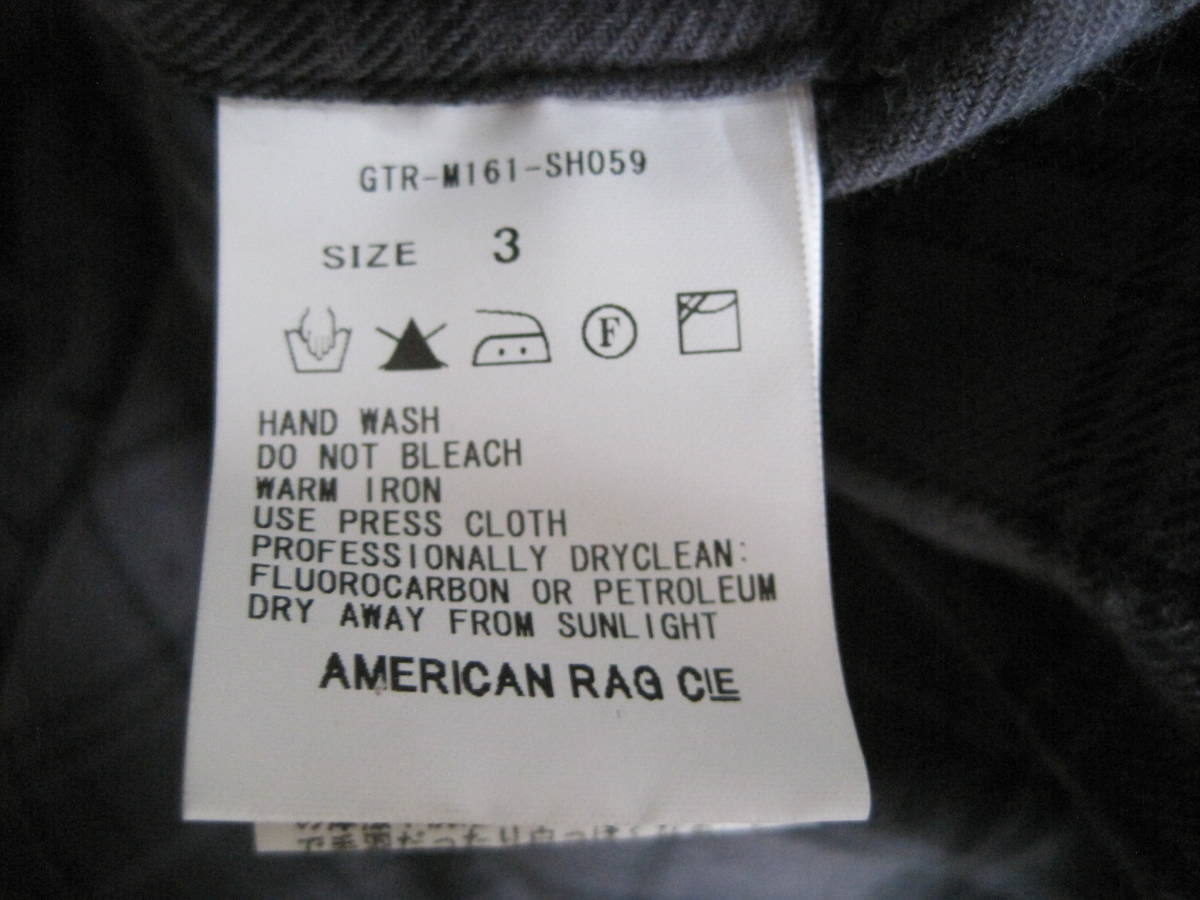 GTR-M161-SH059
SIZE 3
F
HAND WASH
DO NOT BLEACH
WARM IRON
USE PRESS CLOTH
PROFESSIONALLY DRYCLEAN:
FLUOROCARBON OR PETROLEUM
DRY AWAY FROM SUNLIGHT
AMERICAN RAG CIE